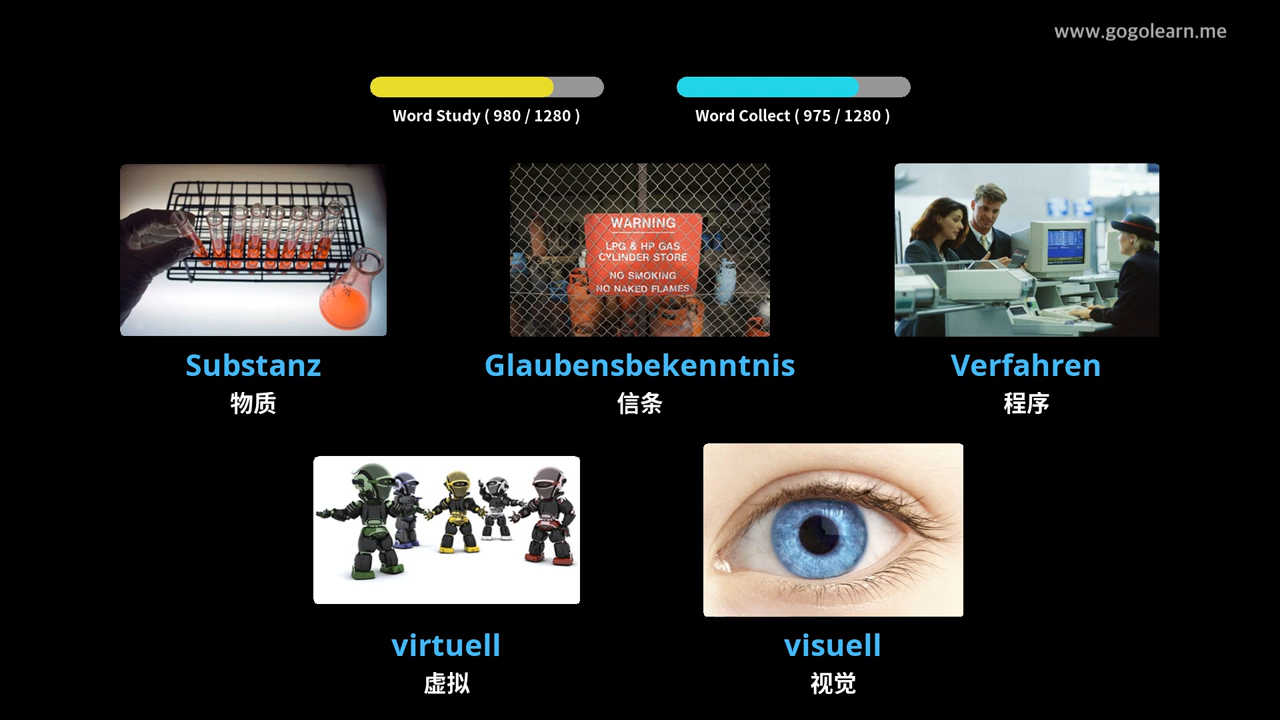 www.gogolearn.me
Word Study ( 980 / 1280 )
Word Collect ( 975 / 1280 )
WARNING
LPG & HP GAS
CYLINDER STORE
NO SMOKING
NO NAKED FLAMES
Substanz
物质
Glaubensbekenntnis
信条
Verfahren
程序
virtuell
虚拟
visuell
视觉